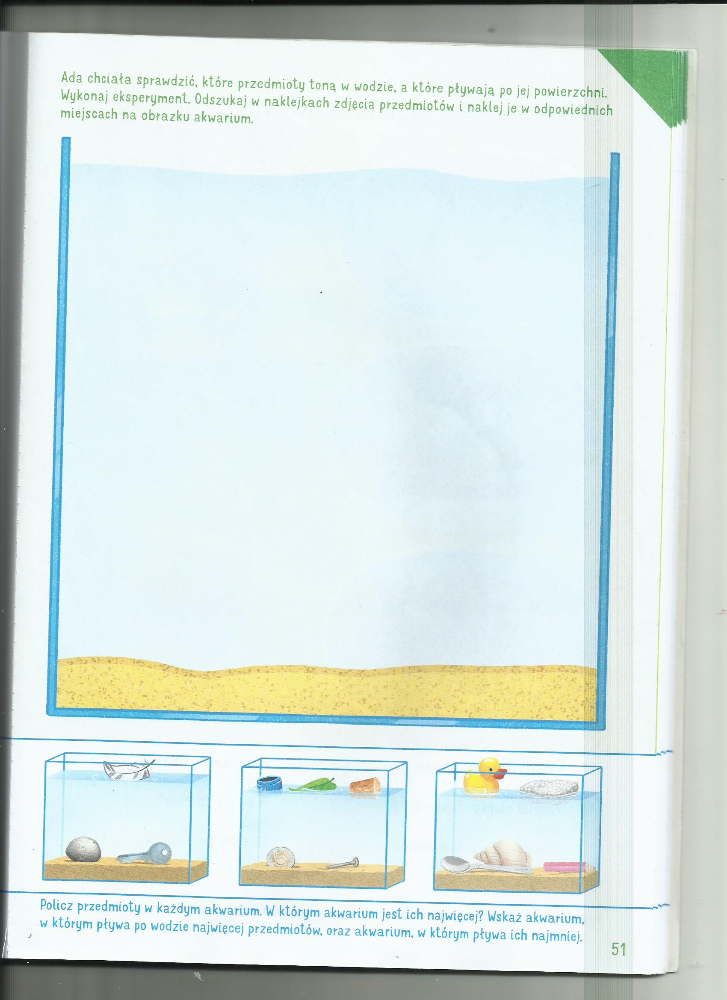 Ada chciała sprawdzić, które przedmioty toną w wodzie, a które pływają po jej powierzchni.
Wykonaj eksperyment. Odszukaj w naklejkach zdjęcia przedmiotów i naklej je w odpowiednich
miejscach na obrazku akwarium.
5
Policz przedmioty w każdym akwarium. W którym akwarium jest ich najwięcej? Wskaż akwarium,
w którym pływa po wodzie najwięcej przedmiotów, oraz akwarium, w którym pływa ich najmniej.
51